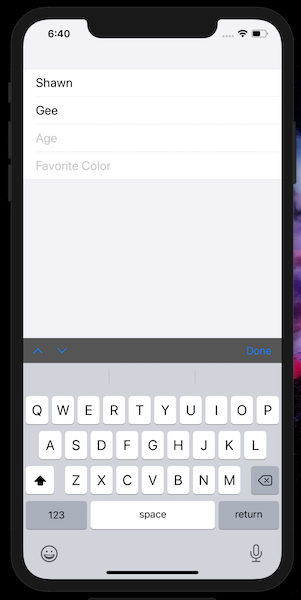 6:40
Shawn
Gee
Age
Favorite Color
Done
Q W E R T Y U I O P
A S D F G H J K L
Z X C V B N M
123 space return